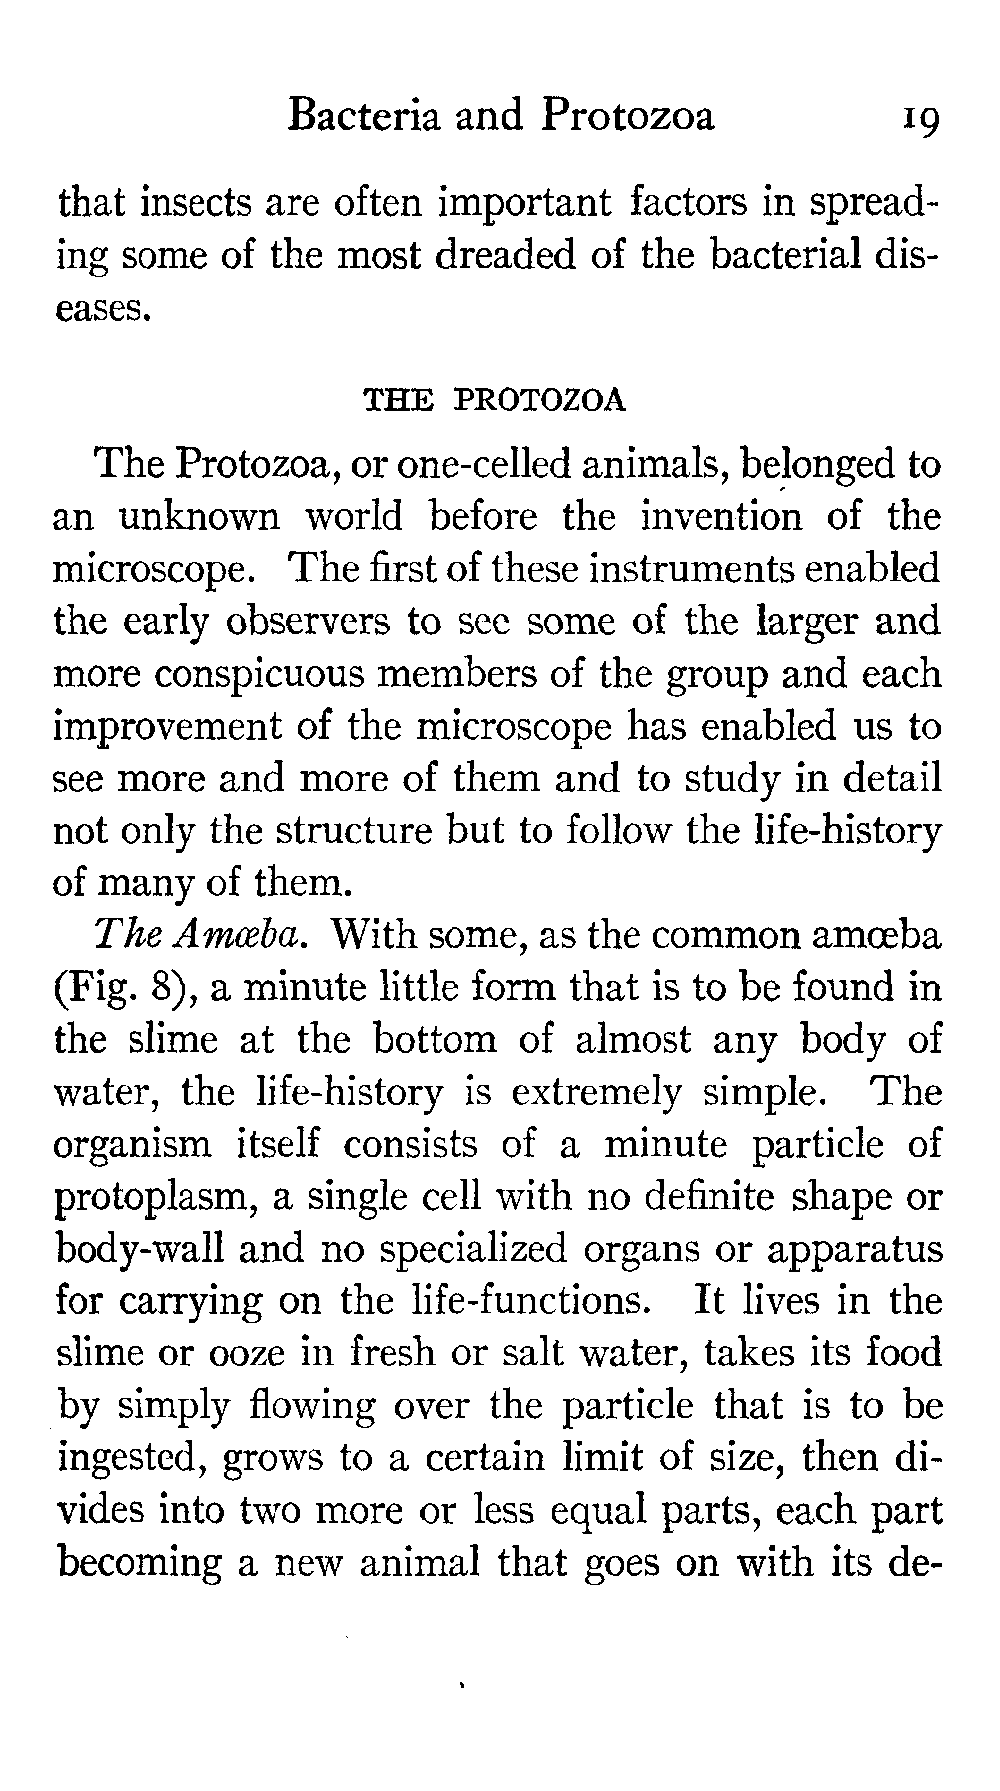 Bacteria and Protozoa 19
that insects are often important factors in spread-
ing some of the most dreaded of the bacterial dis-
eases.
THE PROTOZOA
The Protozoa, or one-celled animals, belonged to
an unknown world before the invention of the
microscope. The first of these instruments enabled
the early observers to see some of the larger and
more conspicuous members of the group and each
improvement of the microscope has enabled us to
see more and more of them and to study in detail
not only the structure but to follow the life-history
of many of them.
The Amœba. With some, as the common amœba
(Fig. 8), a minute little form that is to be found in
the slime at the bottom of almost any body of
water, the life-history is extremely simple. The
organism itself consists of a minute particle of
protoplasm, a single cell with no definite shape or
body-wall and no specialized organs or apparatus
for carrying on the life-functions. It lives in the
slime or ooze in fresh or salt water, takes its food
by simply flowing over the particle that is to be
ingested, grows to a certain limit of size, then di-
vides into two more or less equal parts, each part
becoming a new animal that goes on with its de-